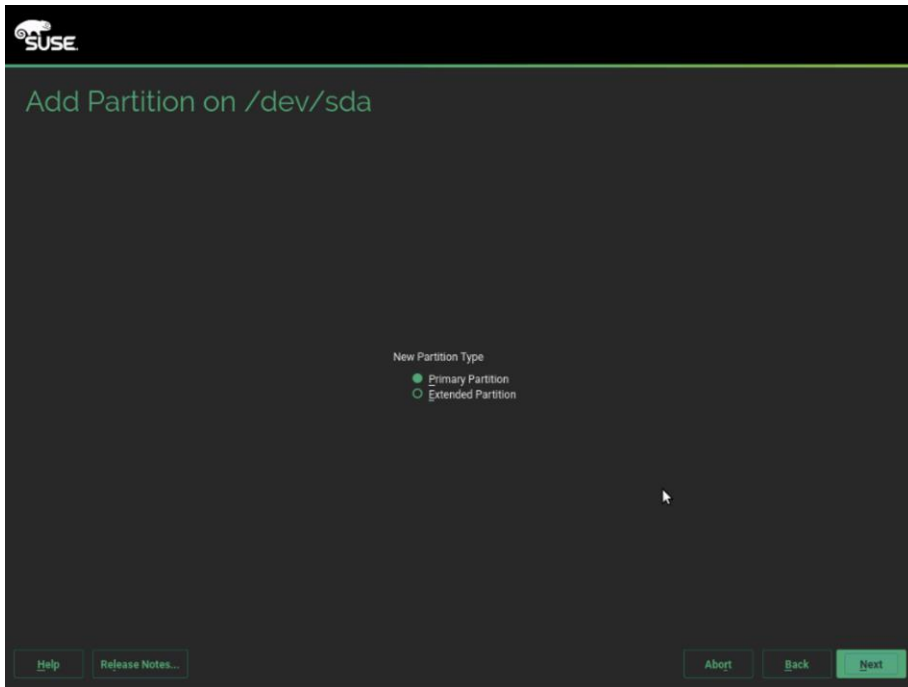 SUSE.
Add Partition on /dev/sda
New Partition Type
Primary Partition
Extended Partition
Help
Release Notes...
Abort
Back
Next